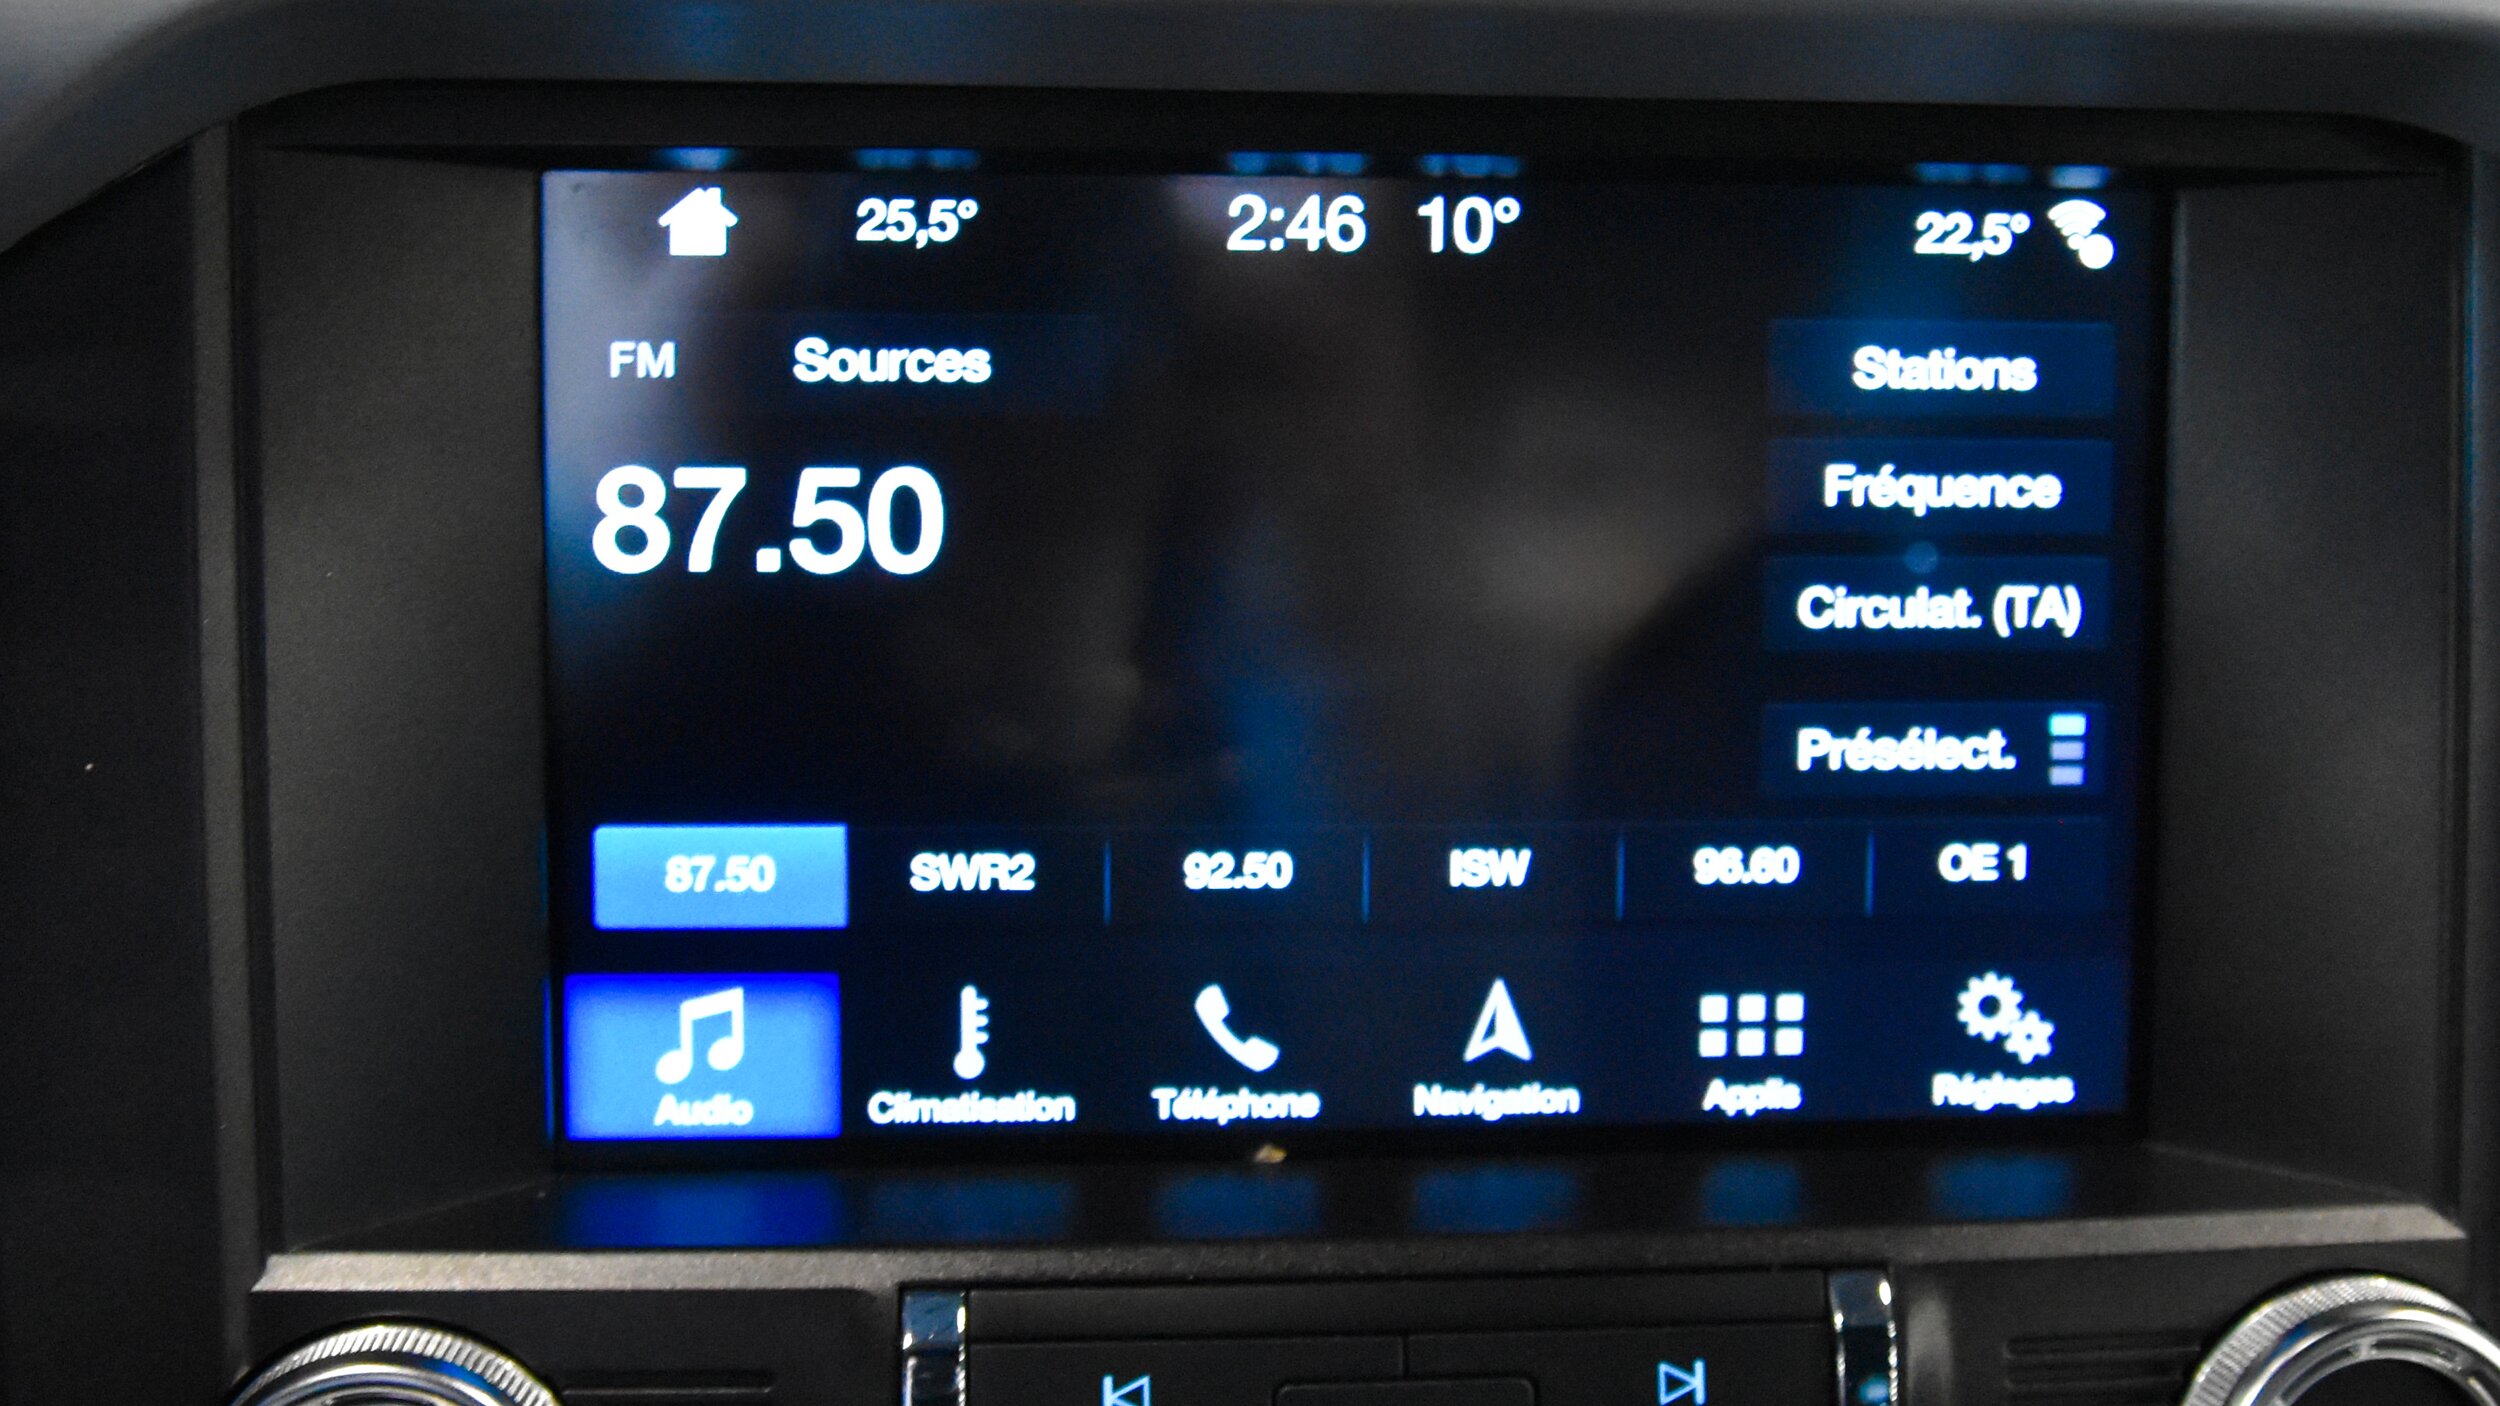 25,5° 2:46 10° 22,5°
FM Sources Stations
87.50 Fréquence
Circulat. (TA)
Présélect.
87.50 SWR2 92.50 ISW 96.60 OE 1
Audio Climatisation Téléphone Navigation Applis Réglages